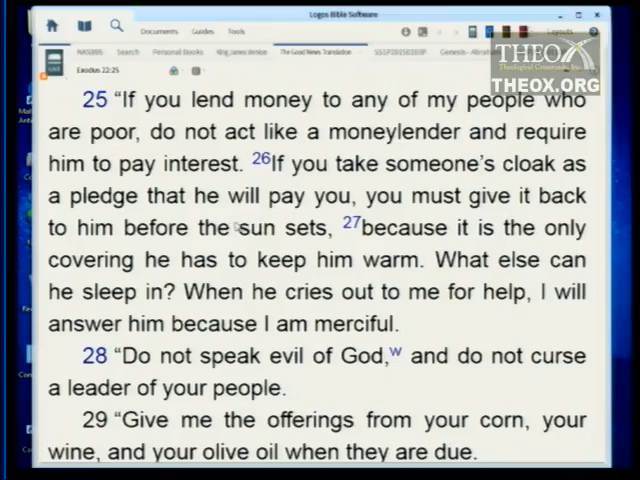 Logos Bible Software
Documents Guides Tools Layouts
NASB95 Search Personal Books King James Version The Good News Translation
Exodus 22:25
THEOX
THEOX.ORG
25 “If you lend money to any of my people who
are poor, do not act like a moneylender and require
him to pay interest. 26If you take someone’s cloak as
a pledge that he will pay you, you must give it back
to him before the sun sets, 27because it is the only
covering he has to keep him warm. What else can
he sleep in? When he cries out to me for help, I will
answer him because I am merciful.
28 “Do not speak evil of God,w and do not curse
a leader of your people.
29 “Give me the offerings from your corn, your
wine, and your olive oil when they are due.